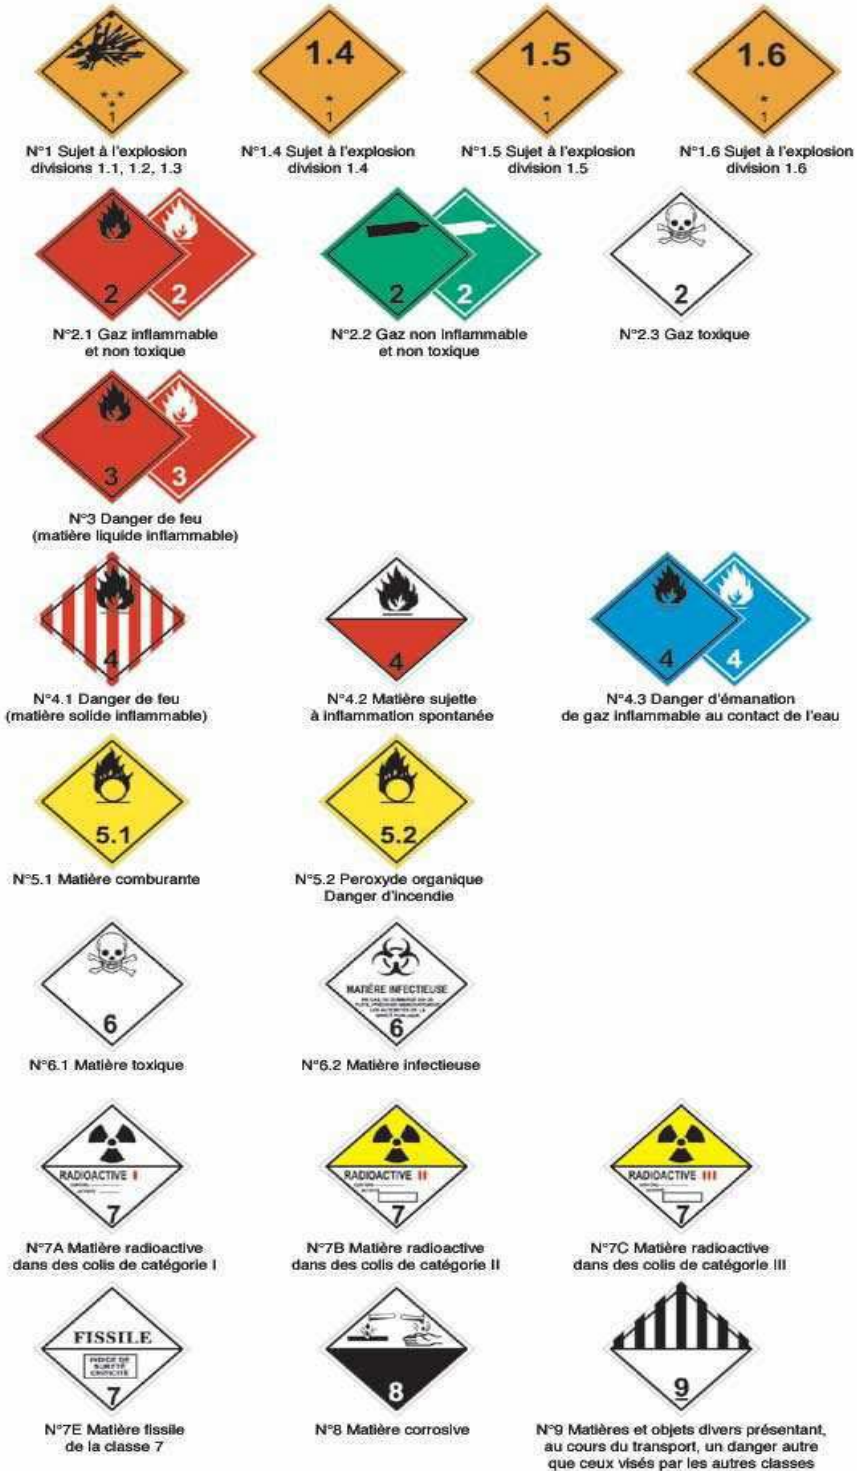 1
1.4
1
1.5
1
1.6
1
N°1 Sujet à l'explosion
divisions 1.1, 1.2, 1.3
N°1.4 Sujet à l'explosion
division 1.4
N°1.5 Sujet à l'explosion
division 1.5
N°1.6 Sujet à l'explosion
division 1.6
2
2
2
2
2
N°2.1 Gaz inflammable
et non toxique
N°2.2 Gaz non inflammable
et non toxique
N°2.3 Gaz toxique
3
3
N°3 Danger de feu
(matière liquide inflammable)
4
4
4
4
N°4.1 Danger de feu
(matière solide inflammable)
N°4.2 Matière sujette
à inflammation spontanée
N°4.3 Danger d'émanation
de gaz inflammable au contact de l'eau
5.1
5.2
N°5.1 Matière comburante
N°5.2 Peroxyde organique
Danger d'incendie
6
MATIÈRE INFECTIEUSE
6
N°6.1 Matière toxique
N°6.2 Matière infectieuse
RADIOACTIVE I
7
RADIOACTIVE II
7
RADIOACTIVE III
7
N°7A Matière radioactive
dans des colis de catégorie I
N°7B Matière radioactive
dans des colis de catégorie II
N°7C Matière radioactive
dans des colis de catégorie III
FISSILE
INDICE DE
SURETÉ
CRITICITÉ
7
8
9
N°7E Matière fissile
de la classe 7
N°8 Matière corrosive
N°9 Matières et objets divers présentant,
au cours du transport, un danger autre
que ceux visés par les autres classes